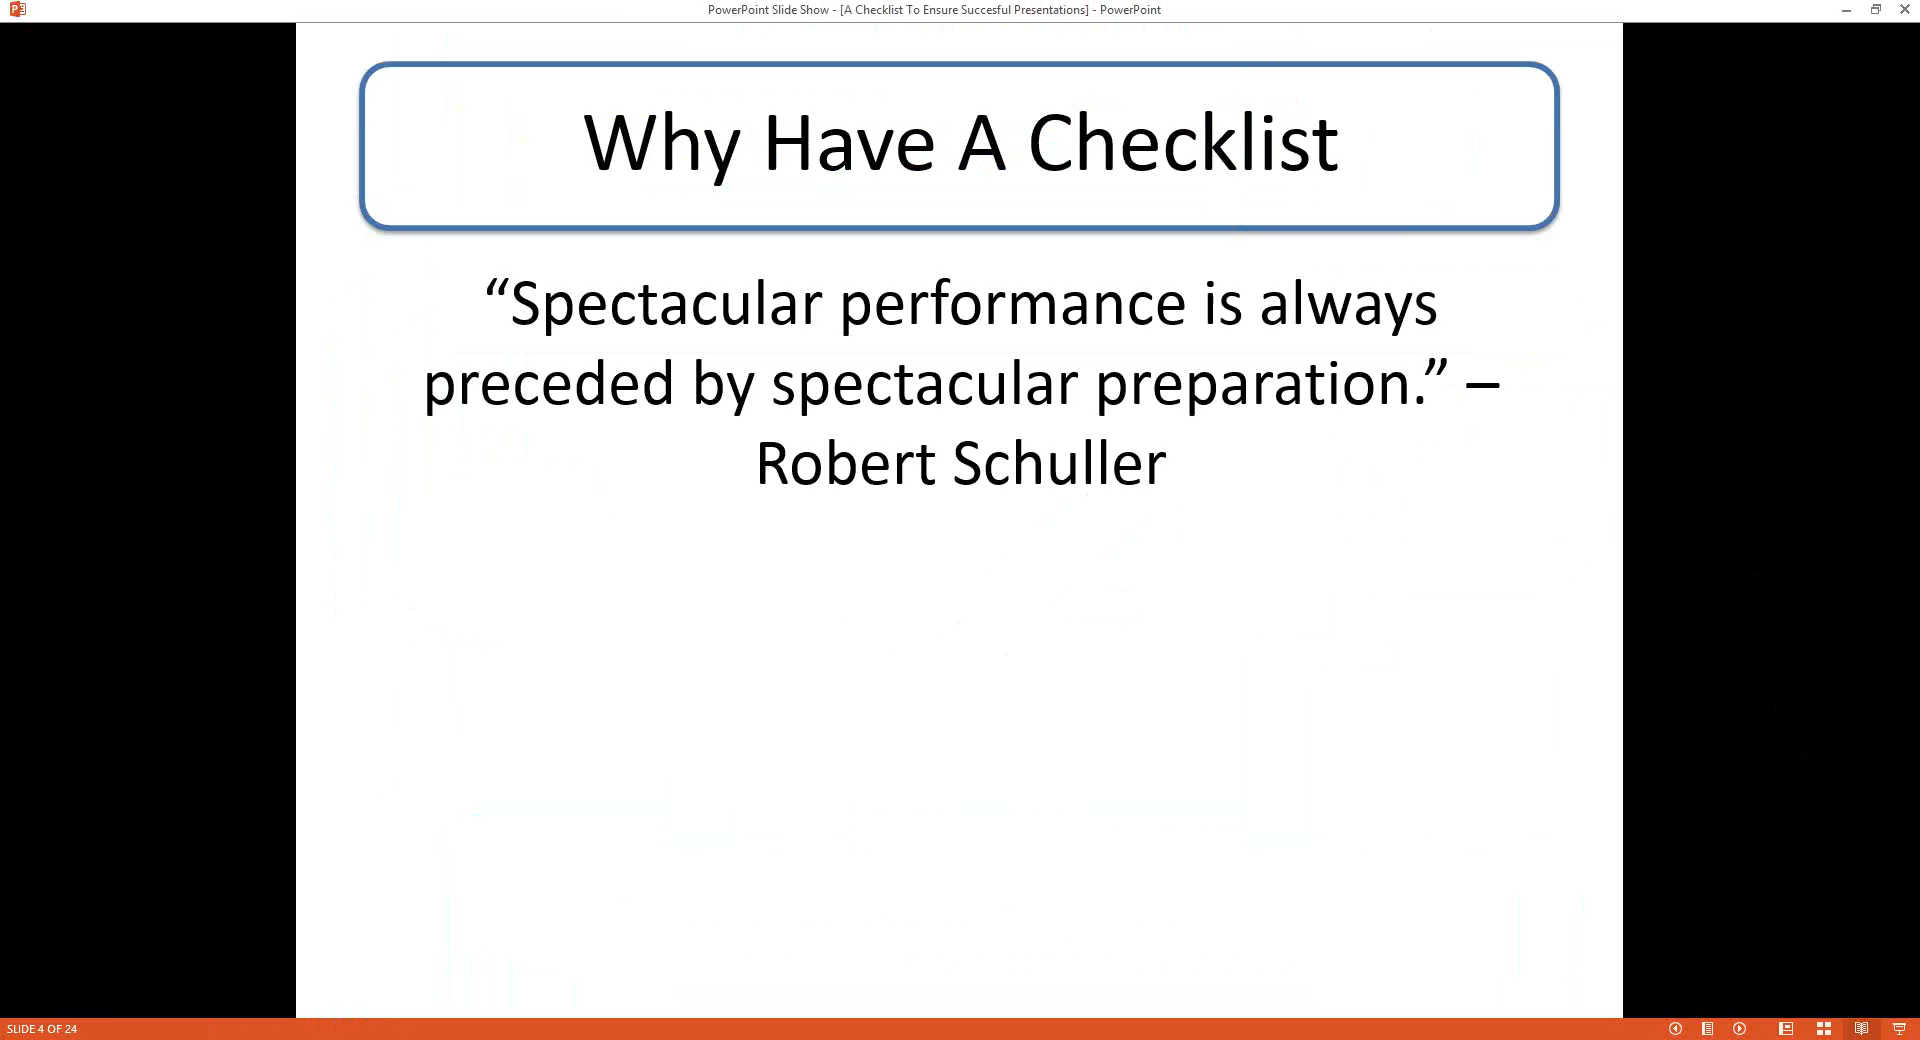 PowerPoint Slide Show - [A Checklist To Ensure Succesful Presentations] - PowerPoint
Why Have A Checklist
“Spectacular performance is always
preceded by spectacular preparation.” –
Robert Schuller
SLIDE 4 OF 24